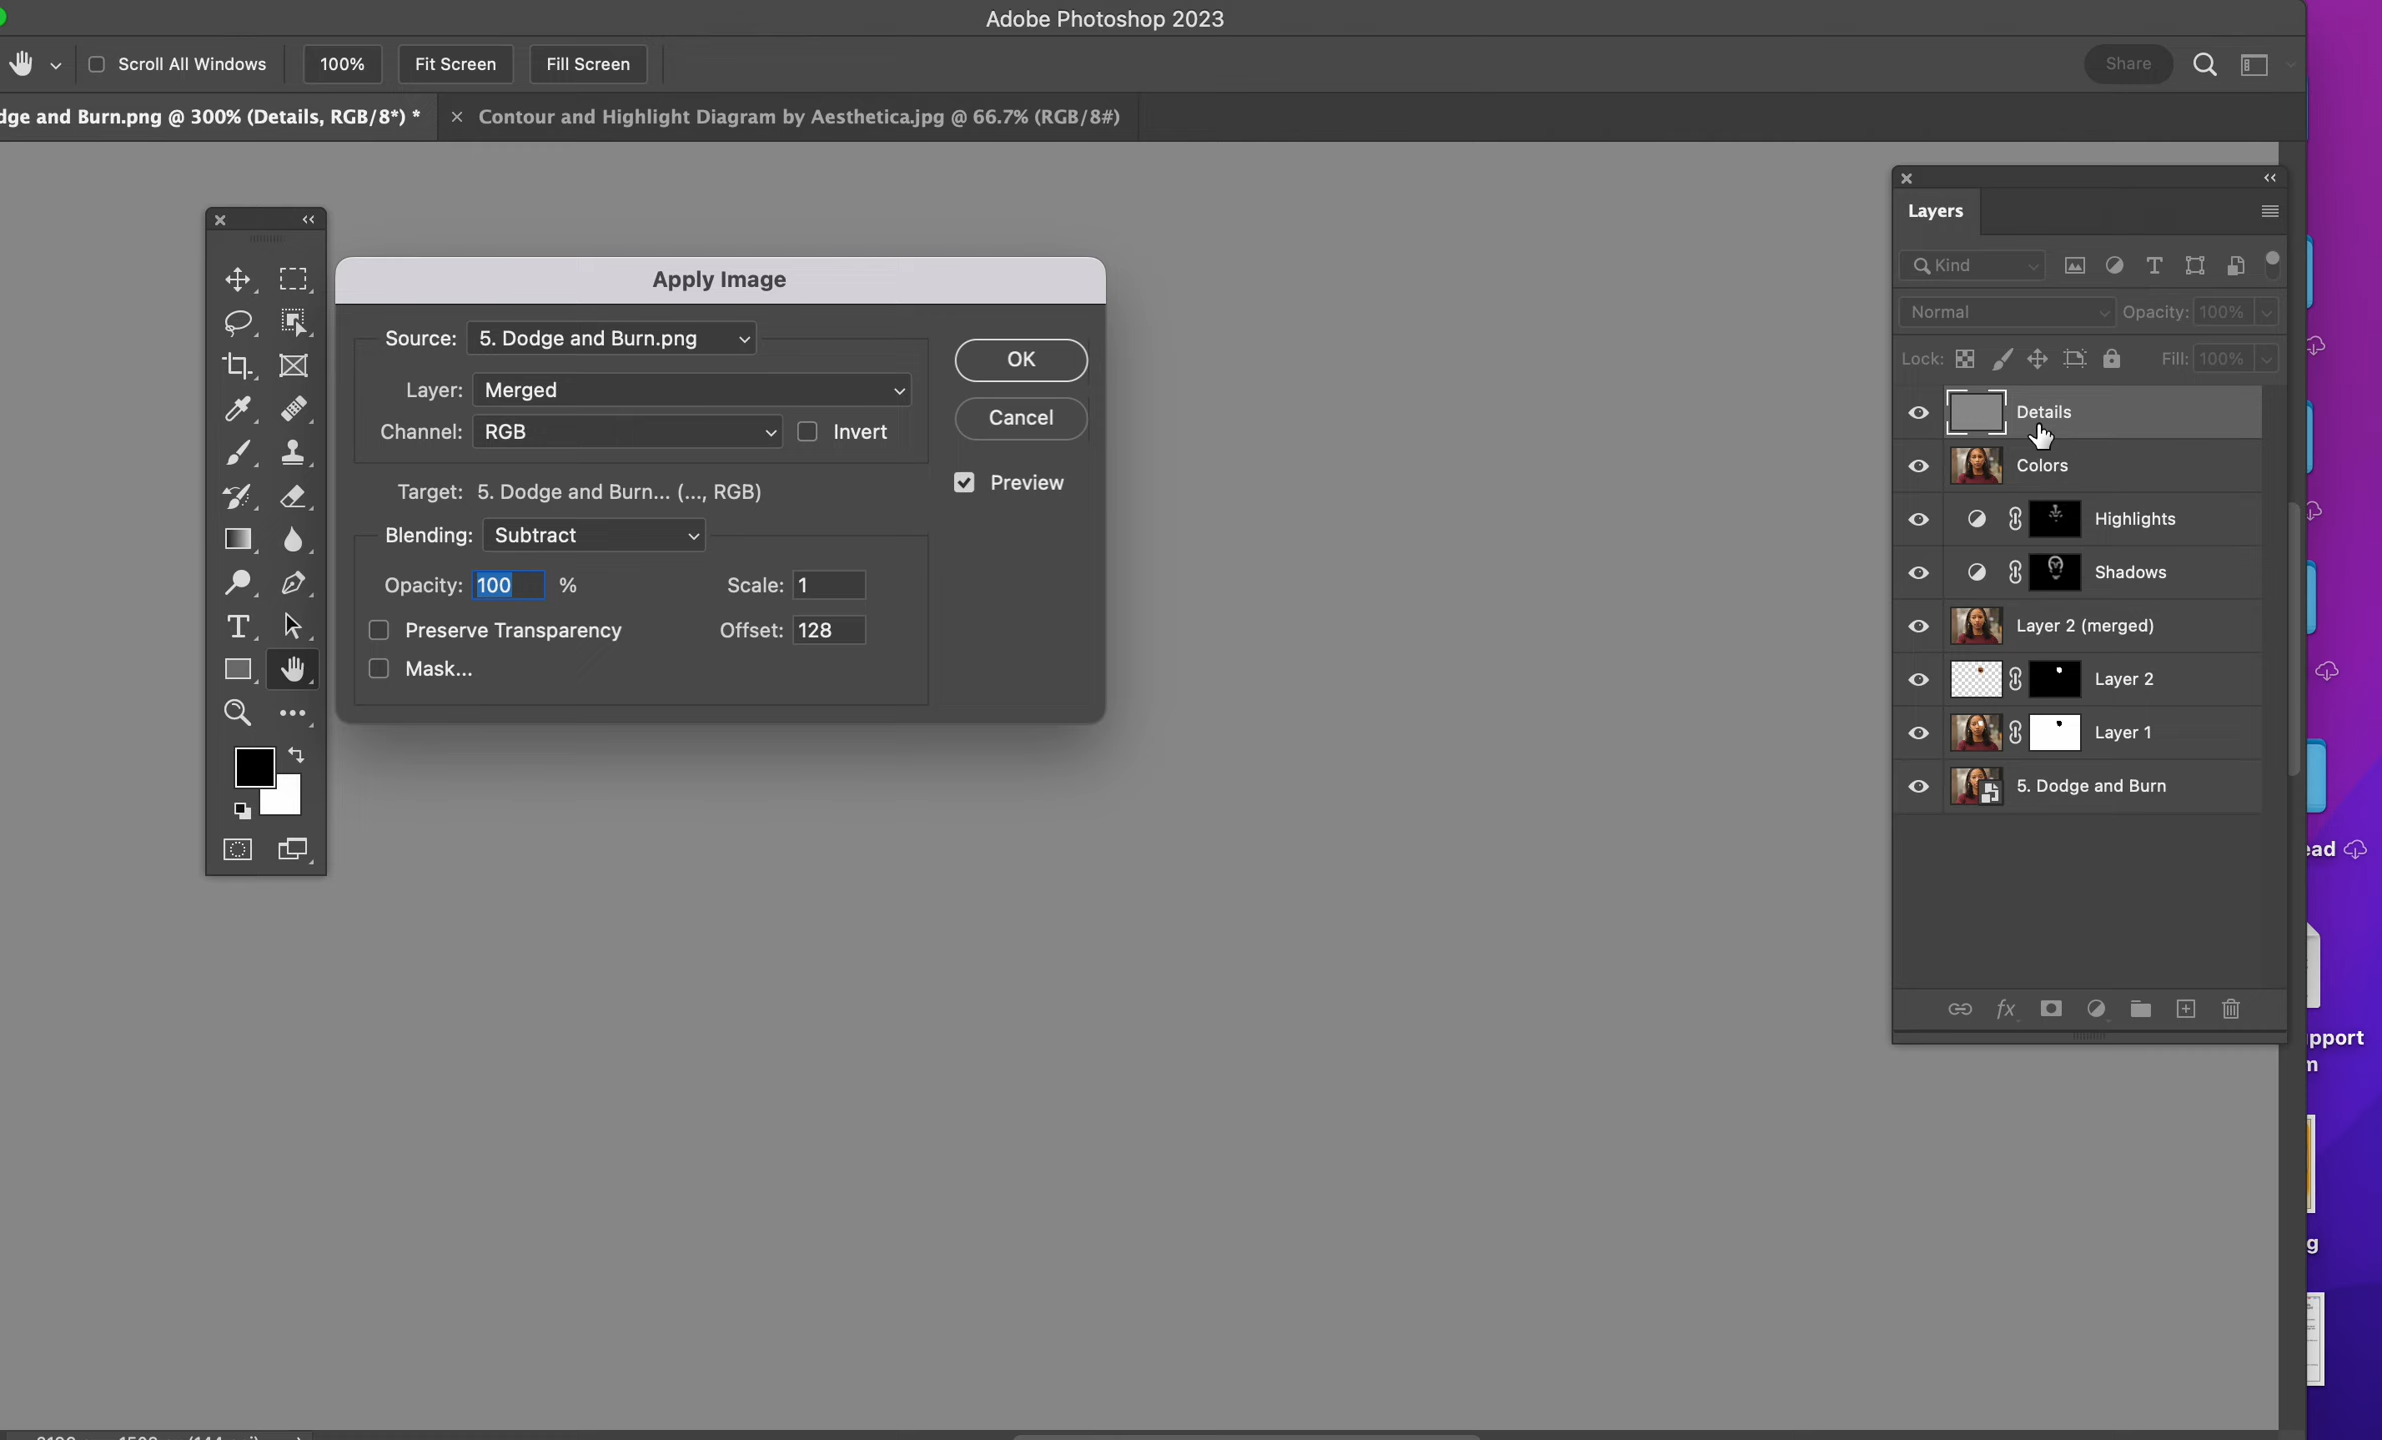 Adobe Photoshop 2023
Scroll All Windows
100%
Fit Screen
Fill Screen
Share
dge and Burn.png @ 300% (Details, RGB/8*) *
Contour and Highlight Diagram by Aesthetica.jpg @ 66.7% (RGB/8#)
Apply Image
Source: 5. Dodge and Burn.png
Layer: Merged
Channel: RGB
Invert
Target: 5. Dodge and Burn... (..., RGB)
Blending: Subtract
Opacity: 100 %
Scale: 1
Preserve Transparency
Offset: 128
Mask...
OK
Cancel
Preview
Layers
Kind
Normal
Opacity: 100%
Lock:
Fill: 100%
Details
Colors
Highlights
Shadows
Layer 2 (merged)
Layer 2
Layer 1
5. Dodge and Burn
fx
ead
pport
m
g